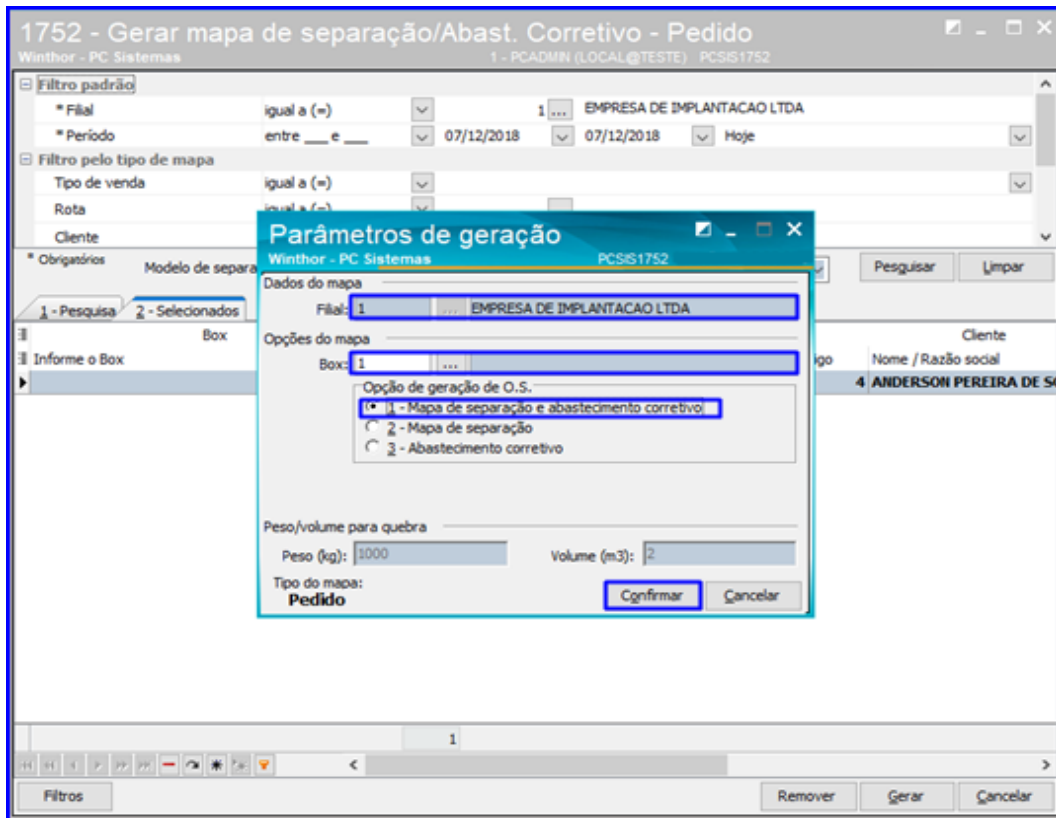 1752 - Gerar mapa de separação/Abast. Corretivo - Pedido
Winthor - PC Sistemas 1 - PCADMIN (LOCAL@TESTE) PCSIS1752
Filtro padrão
* Filial igual a (=) 1 ... EMPRESA DE IMPLANTACAO LTDA
* Período entre ___ e ___ 07/12/2018 07/12/2018 Hoje
Filtro pelo tipo de mapa
Tipo de venda igual a (=)
Rota igual a (=)
Cliente
* Obrigatórios
Modelo de separa
Pesquisar Limpar
1 - Pesquisa 2 - Selecionados
Box Cliente
Informe o Box igo Nome / Razão social
4 ANDERSON PEREIRA DE S
Parâmetros de geração
Winthor - PC Sistemas PCSIS1752
Dados do mapa
Filial: 1 ... EMPRESA DE IMPLANTACAO LTDA
Opções do mapa
Box: 1 ...
Opção de geração de O.S.
1 - Mapa de separação e abastecimento corretivo
2 - Mapa de separação
3 - Abastecimento corretivo
Peso/volume para quebra
Peso (kg): 1000 Volume (m3): 2
Tipo do mapa:
Pedido
Confirmar Cancelar
1
Filtros Remover Gerar Cancelar